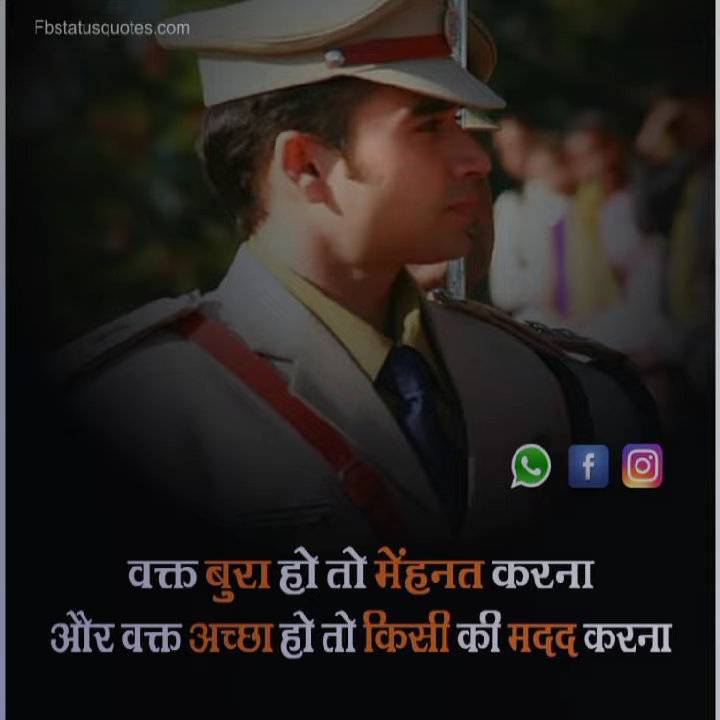 Fbstatusquotes.com
वक्त बुरा हो तो मेंहनत करना
और वक्त अच्छा हो तो किसी की मदद करना